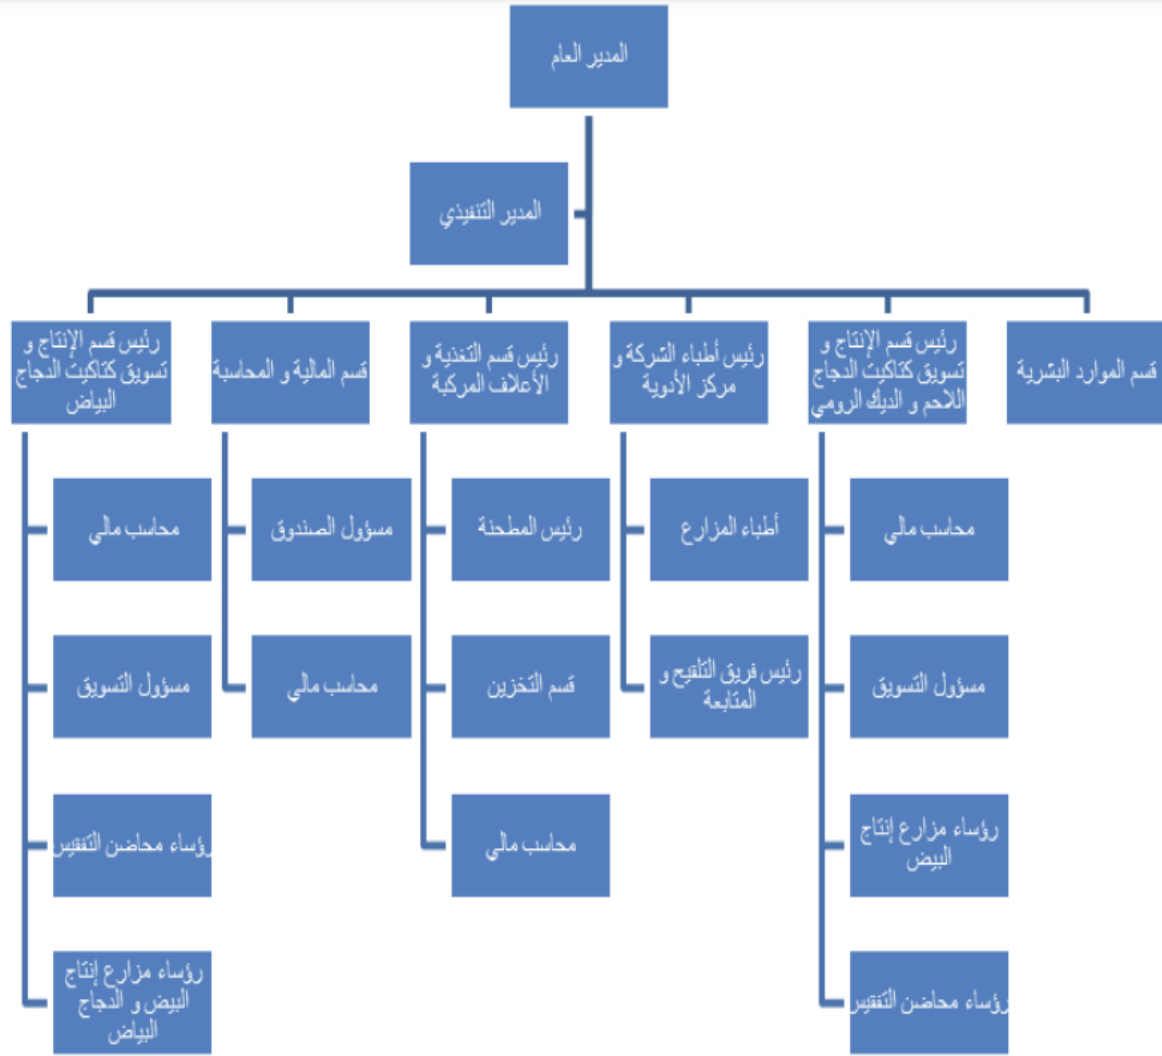 المدير العام
المدير التنفيذي
قسم الموارد البشرية
رئيس قسم الإنتاج و
تسويق كتاكيت الدجاج
اللاحم و الديك الرومي
رئيس أطباء الشركة و
مركز الأدوية
رئيس قسم التغذية و
الأعلاف المركبة
قسم المالية و المحاسبة
رئيس قسم الإنتاج و
تسويق كتاكيت الدجاج
البياض
محاسب مالي
أطباء المزارع
رئيس المطحنة
مسؤول الصندوق
محاسب مالي
مسؤول التسويق
رئيس فريق التلقيح و
المتابعة
قسم التخزين
محاسب مالي
مسؤول التسويق
رؤساء مزارع إنتاج
البيض
محاسب مالي
رؤساء محاضن التفقيس
رؤساء محاضن التفقيس
رؤساء مزارع إنتاج
البيض و الدجاج
البياض